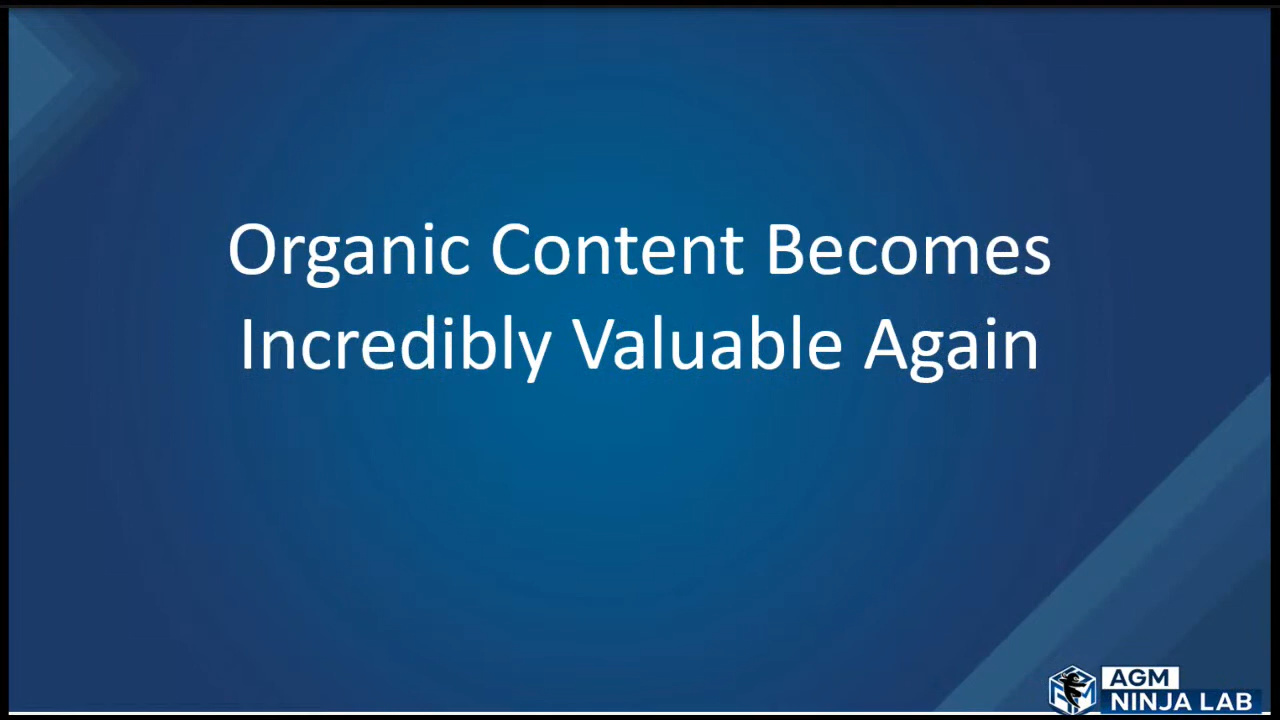 Organic Content Becomes
Incredibly Valuable Again
AGM
NINJA LAB